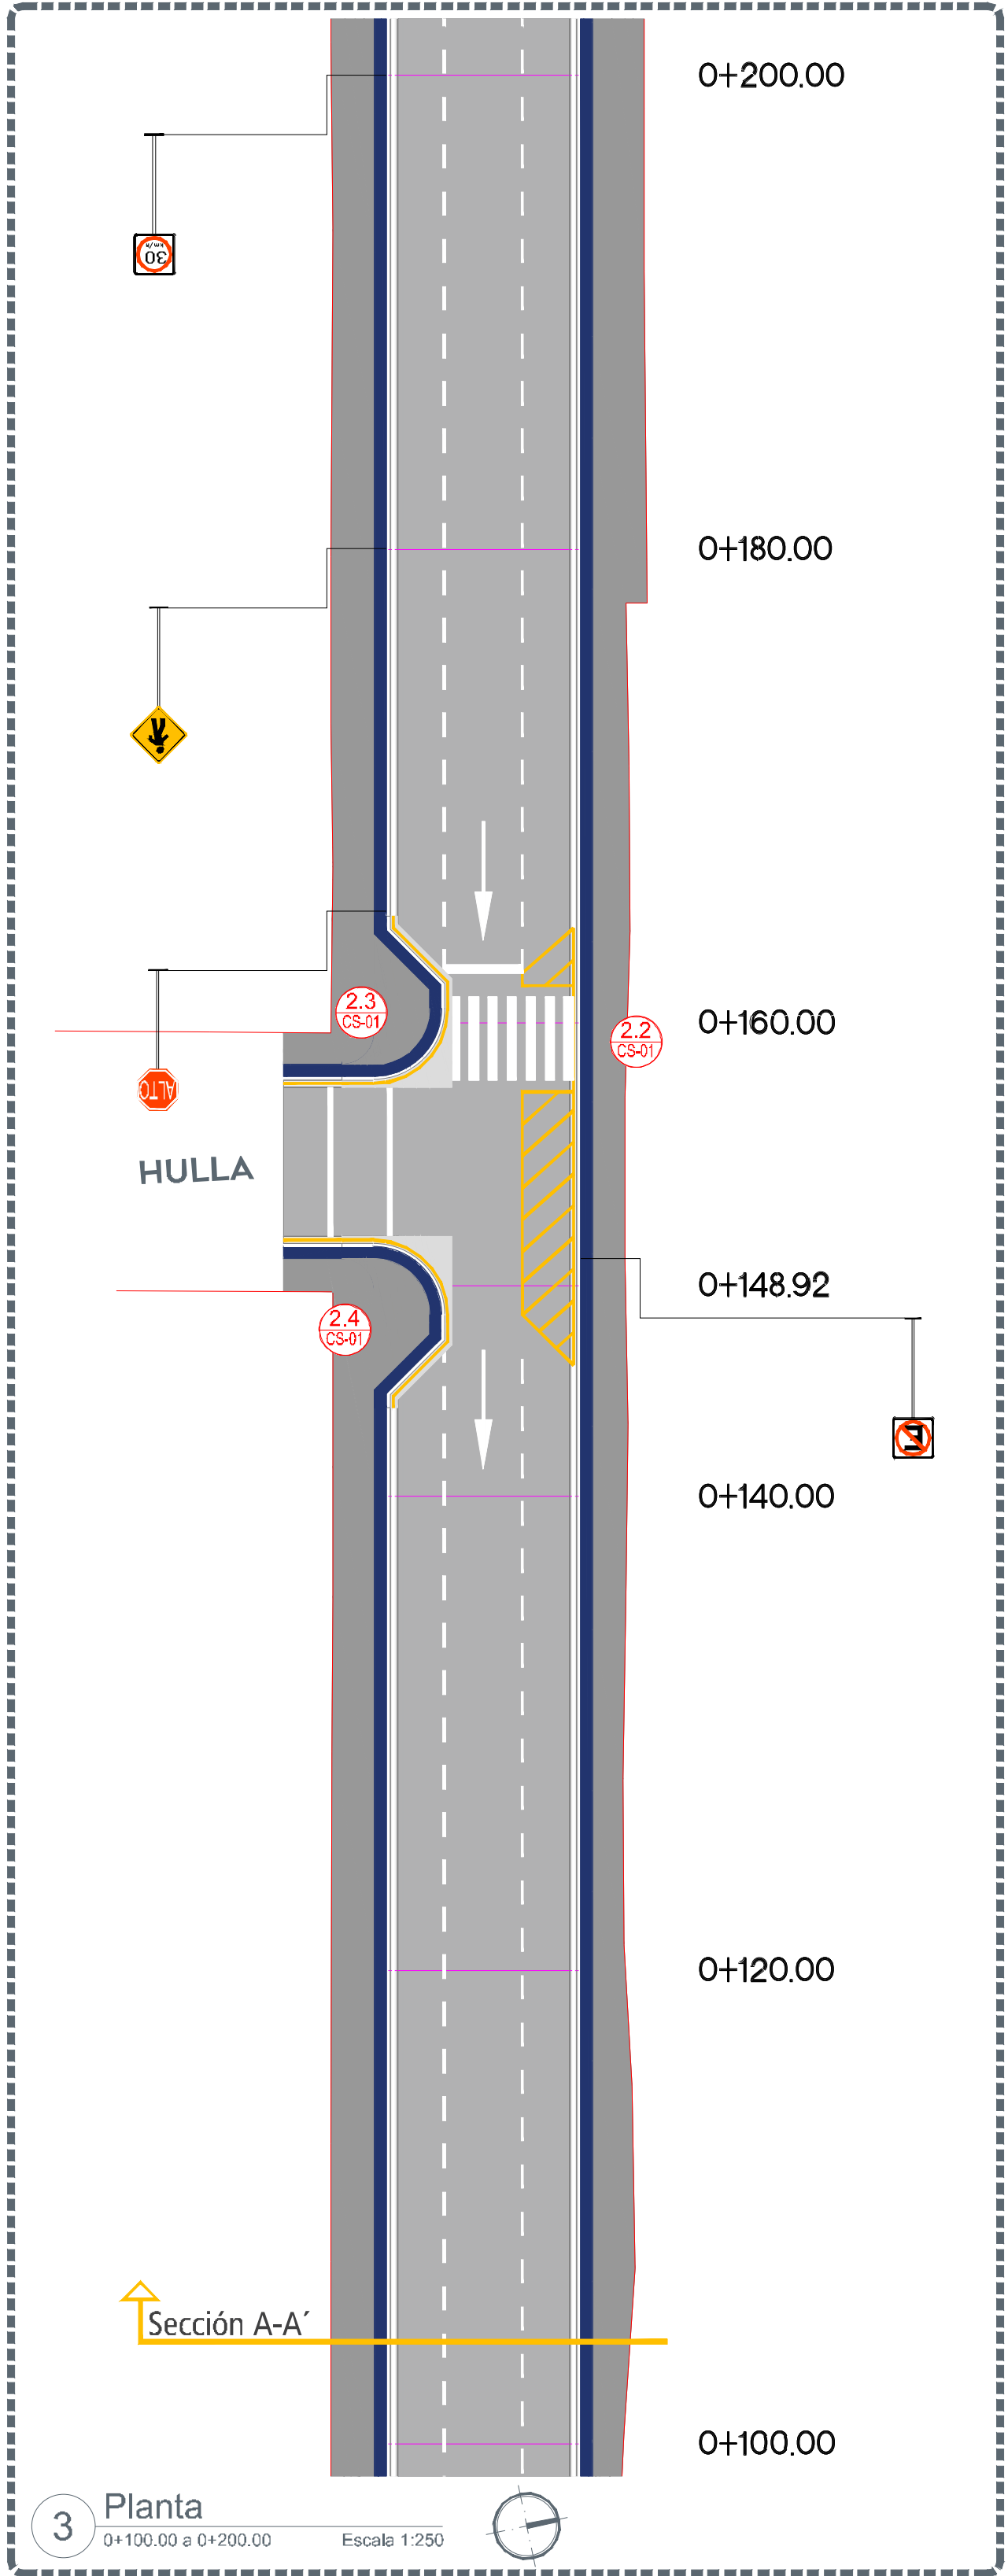 0+200.00
30
km/h
0+180.00
2.3
CS-01
0+160.00
2.2
CS-01
ALTO
HULLA
0+148.92
2.4
CS-01
E
0+140.00
0+120.00
Sección A-A´
0+100.00
3
Planta
0+100.00 a 0+200.00 Escala 1:250